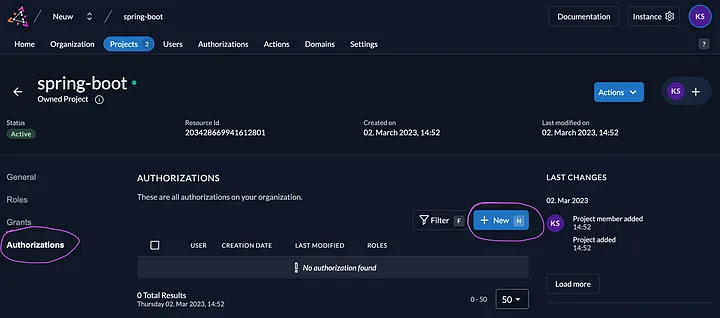 / Neuw / spring-boot Documentation Instance KS
Home Organization Projects 2 Users Authorizations Actions Domains Settings ?
spring-boot
Owned Project
Actions
KS +
Status Resource Id Created on Last modified on
Active 203428669941612801 02. March 2023, 14:52 02. March 2023, 14:52
General
Roles
Grants
Authorizations
AUTHORIZATIONS
These are all authorizations on your organization.
Filter F + New N
USER CREATION DATE LAST MODIFIED ROLES
No authorization found
0 Total Results
Thursday 02. Mar 2023, 14:52
0 - 50 50
LAST CHANGES
02. Mar 2023
KS Project member added
14:52
Project added
14:52
Load more